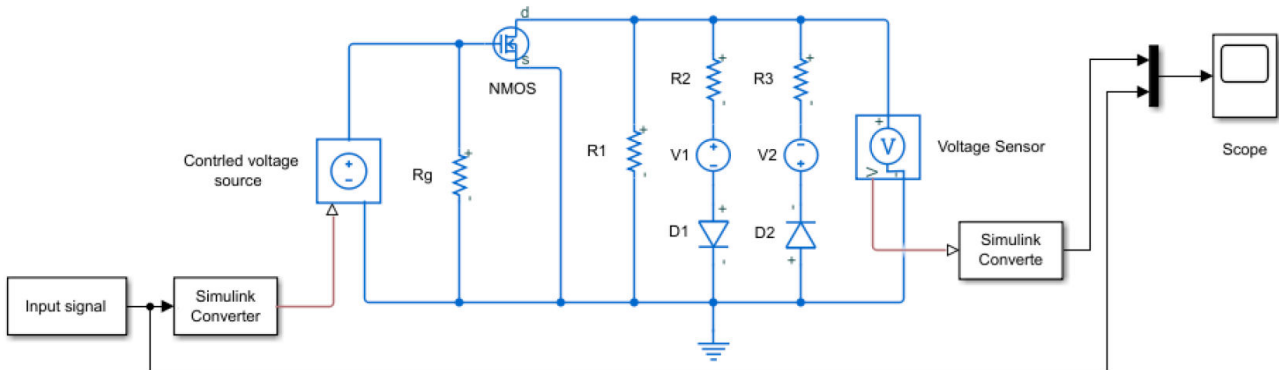 d
s
NMOS
+
R2
-
+
R3
-
+
R1
-
Contrled voltage
source
+
-
Rg
+
-
V1
+
-
V2
-
+
+
V
V
-
Voltage Sensor
Scope
D1
+
-
D2
-
+
Input signal
Simulink
Converter
Simulink
Converte